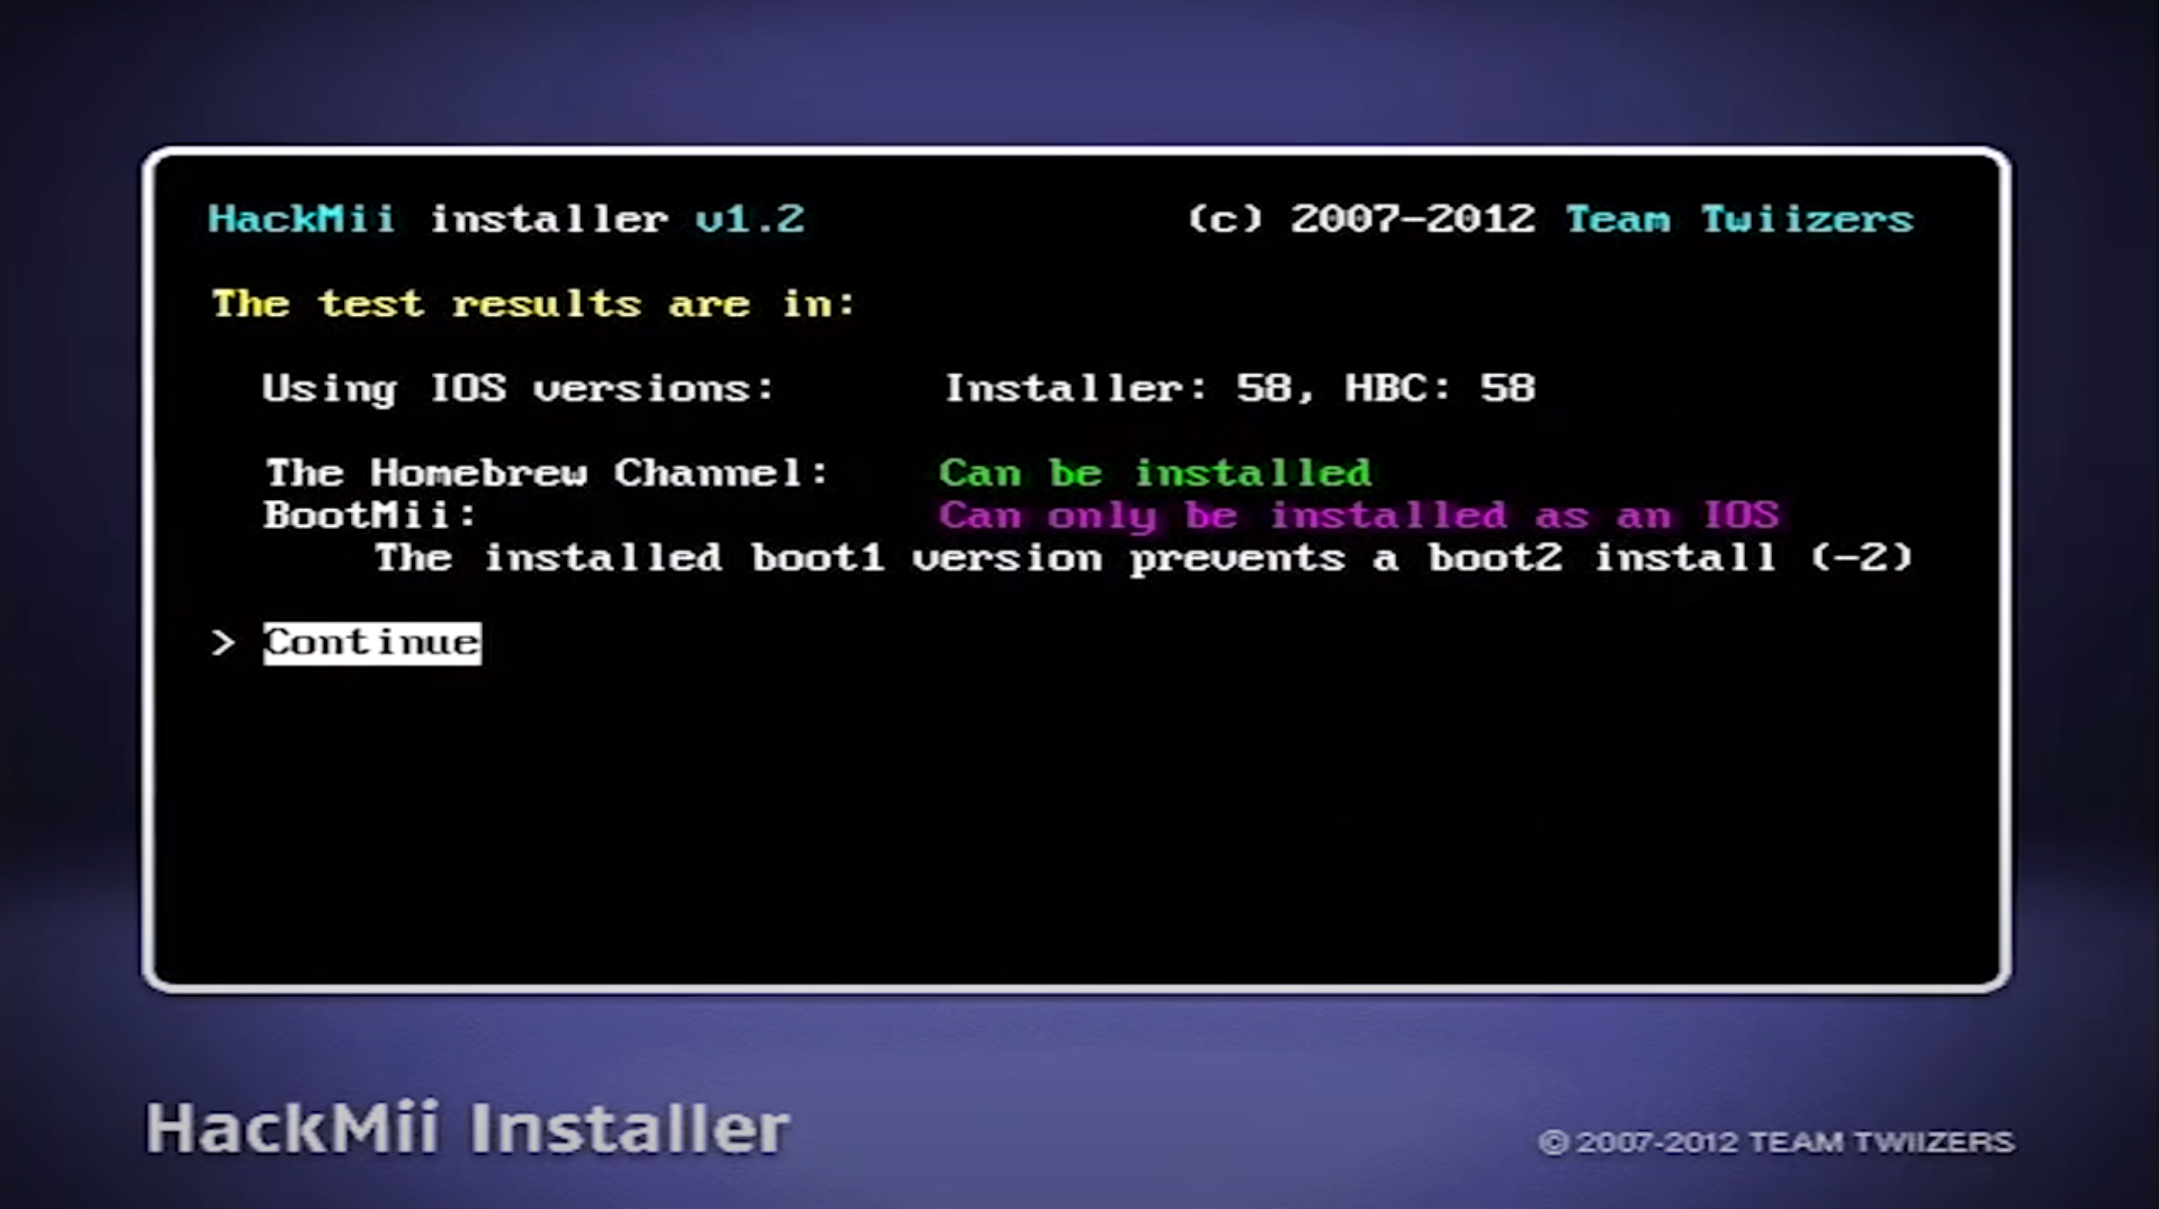 HackMii installer v1.2 (c) 2007-2012 Team Twiizers
The test results are in:
Using IOS versions: Installer: 58, HBC: 58
The Homebrew Channel: Can be installed
BootMii: Can only be installed as an IOS
The installed boot1 version prevents a boot2 install (-2)
> Continue
HackMii Installer © 2007-2012 TEAM TWIIZERS